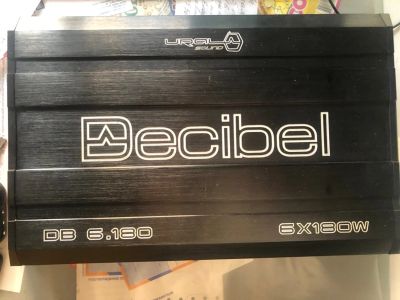 URAL
SOUND
Decibel
DB 6.180
6X180W